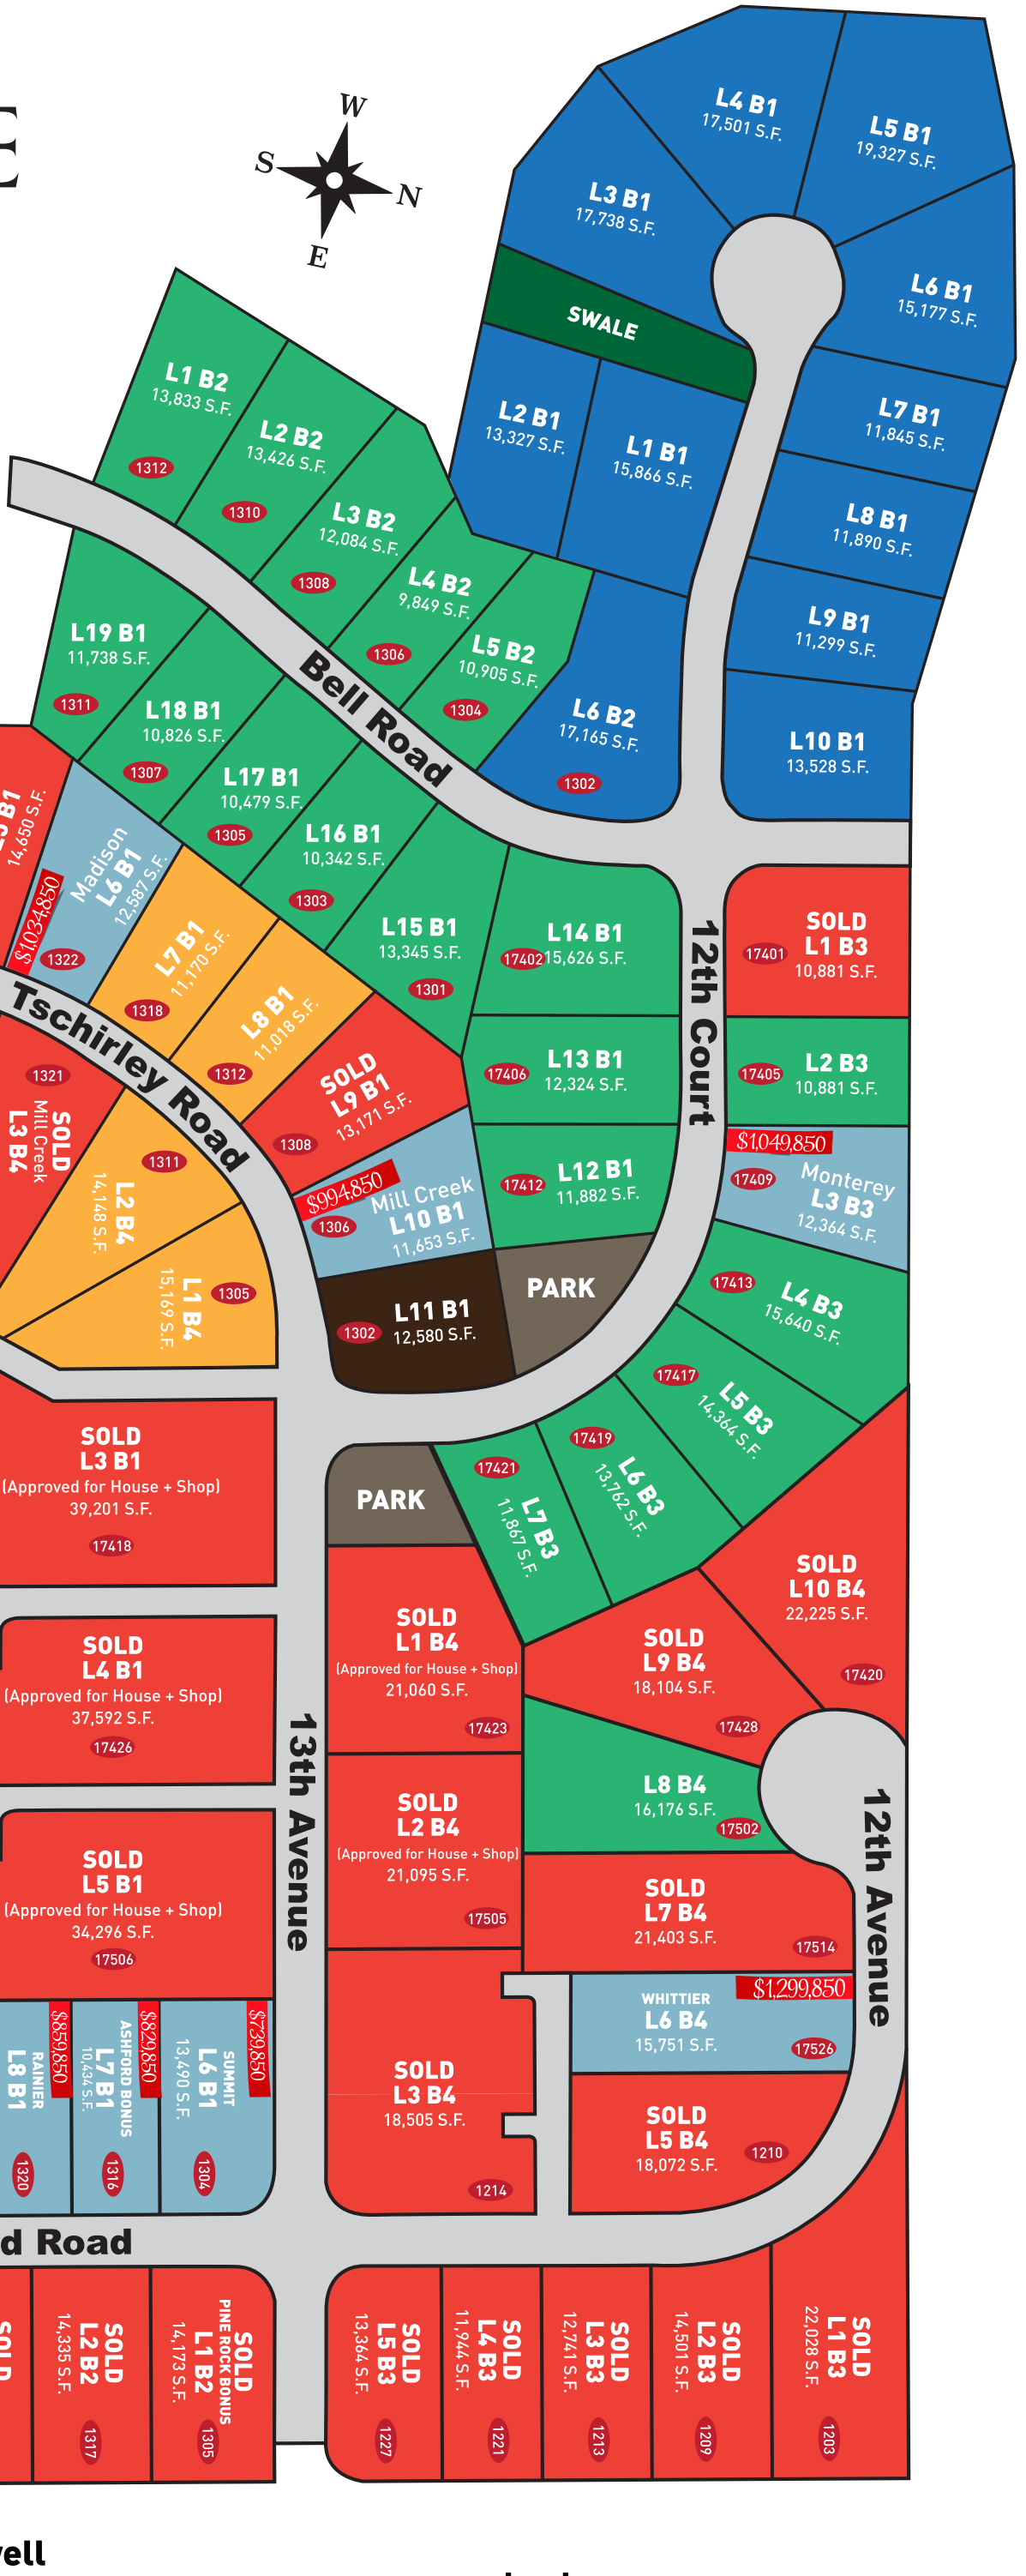 W
S
N
E
L4 B1
17,501 S.F.
L5 B1
19,327 S.F.
L3 B1
17,738 S.F.
L6 B1
15,177 S.F.
SWALE
L2 B1
13,327 S.F.
L1 B1
15,866 S.F.
L7 B1
11,845 S.F.
L8 B1
11,890 S.F.
L9 B1
11,299 S.F.
L10 B1
13,528 S.F.
L1 B2
13,833 S.F.
1312
L2 B2
13,426 S.F.
1310
L3 B2
12,084 S.F.
1308
L4 B2
9,849 S.F.
1306
L5 B2
10,905 S.F.
1304
L6 B2
17,165 S.F.
1302
Bell Road
L19 B1
11,738 S.F.
1311
L18 B1
10,826 S.F.
1307
L17 B1
10,479 S.F.
1305
L16 B1
10,342 S.F.
1303
L15 B1
13,345 S.F.
1301
L14 B1
17402
15,626 S.F.
L13 B1
17406
12,324 S.F.
L12 B1
17412
11,882 S.F.
12th Court
SOLD
L1 B3
17401
10,881 S.F.
L2 B3
17405
10,881 S.F.
$1,049,850
17409
Monterey
L3 B3
12,364 S.F.
17413
L4 B3
15,640 S.F.
17417
L5 B3
14,364 S.F.
17419
L6 B3
13,762 S.F.
17421
L7 B3
11,867 S.F.
B1
14,650 S.F.
$1,034,850
Madison
L6 B1
12,587 S.F.
1322
L7 B1
11,170 S.F.
1318
L8 B1
11,018 S.F.
1312
SOLD
L9 B1
13,171 S.F.
1308
$994,850
1306
Mill Creek
L10 B1
11,653 S.F.
L11 B1
1302
12,580 S.F.
PARK
Tschirley Road
1321
SOLD
Mill Creek
L3 B4
1311
L2 B4
14,148 S.F.
1305
L1 B4
15,169 S.F.
SOLD
L3 B1
(Approved for House + Shop)
39,201 S.F.
17418
SOLD
L4 B1
(Approved for House + Shop)
37,592 S.F.
17426
SOLD
L5 B1
(Approved for House + Shop)
34,296 S.F.
17506
13th Avenue
PARK
SOLD
L1 B4
(Approved for House + Shop)
21,060 S.F.
17423
SOLD
L2 B4
(Approved for House + Shop)
21,095 S.F.
17505
SOLD
L3 B4
18,505 S.F.
1214
SOLD
L10 B4
22,225 S.F.
17420
SOLD
L9 B4
18,104 S.F.
17428
L8 B4
16,176 S.F.
17502
SOLD
L7 B4
21,403 S.F.
17514
$1,299,850
WHITTIER
L6 B4
15,751 S.F.
17526
SOLD
L5 B4
18,072 S.F.
1210
12th Avenue
$859,850
RAINIER
L8 B1
1320
$829,850
ASHFORD BONUS
L7 B1
10,434 S.F.
1316
$739,850
SUMMIT
L6 B1
13,490 S.F.
1304
d Road
SOLD
SOLD
L2 B2
14,335 S.F.
1317
SOLD
PINE ROCK BONUS
L1 B2
14,173 S.F.
1305
SOLD
L5 B3
13,364 S.F.
1227
SOLD
L4 B3
11,944 S.F.
1221
SOLD
L3 B3
12,741 S.F.
1213
SOLD
L2 B3
14,501 S.F.
1209
SOLD
L1 B3
22,028 S.F.
1203
ell